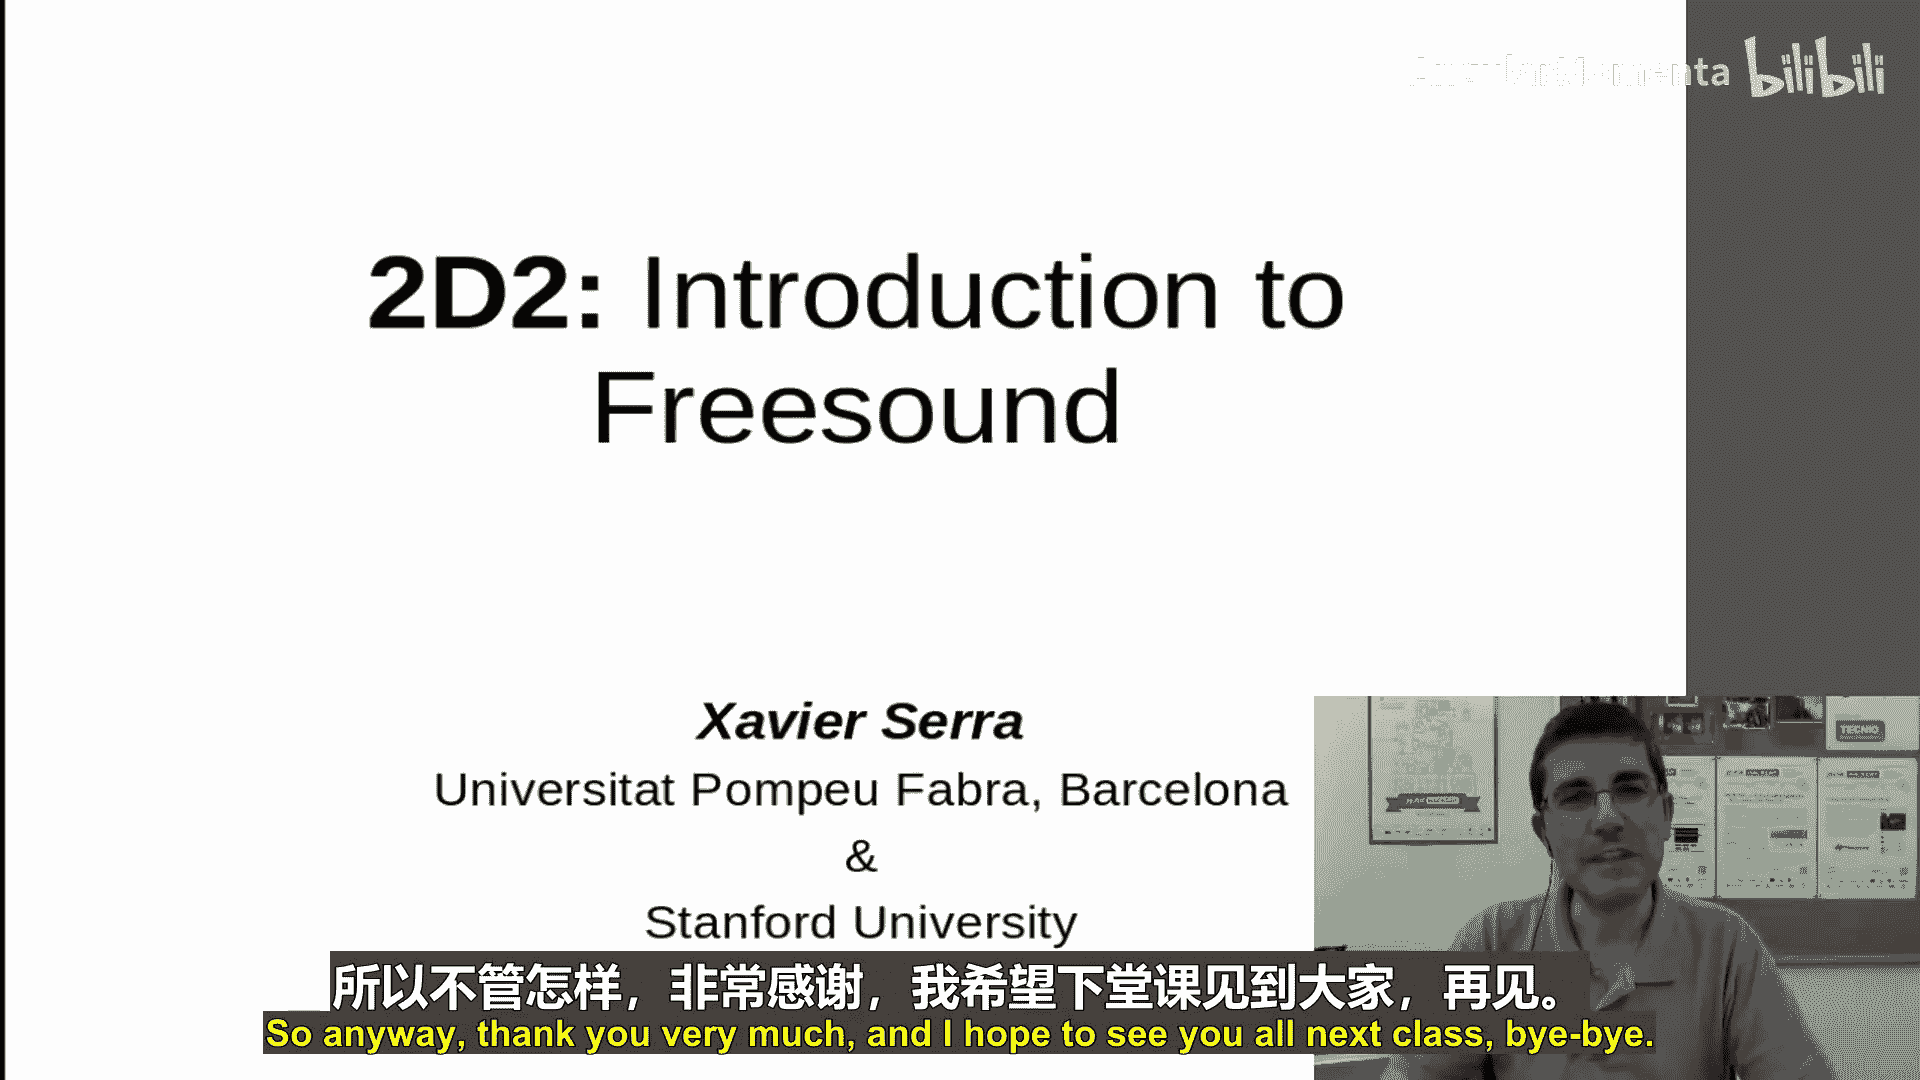 bilibili
2D2: Introduction to
Freesound
Xavier Serra
Universitat Pompeu Fabra, Barcelona
&
Stanford University
TECNIO
所以不管怎样，非常感谢，我希望下堂课见到大家，再见。
So anyway, thank you very much, and I hope to see you all next class, bye-bye.